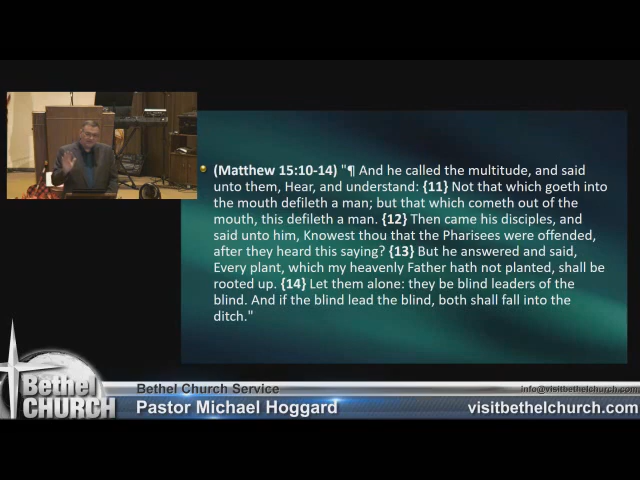 (Matthew 15:10-14) "¶ And he called the multitude, and said
unto them, Hear, and understand: {11} Not that which goeth into
the mouth defileth a man; but that which cometh out of the
mouth, this defileth a man. {12} Then came his disciples, and
said unto him, Knowest thou that the Pharisees were offended,
after they heard this saying? {13} But he answered and said,
Every plant, which my heavenly Father hath not planted, shall be
rooted up. {14} Let them alone: they be blind leaders of the
blind. And if the blind lead the blind, both shall fall into the
ditch."
Bethel
CHURCH
Bethel Church Service
info@visitbethelchurch.com
Pastor Michael Hoggard
visitbethelchurch.com